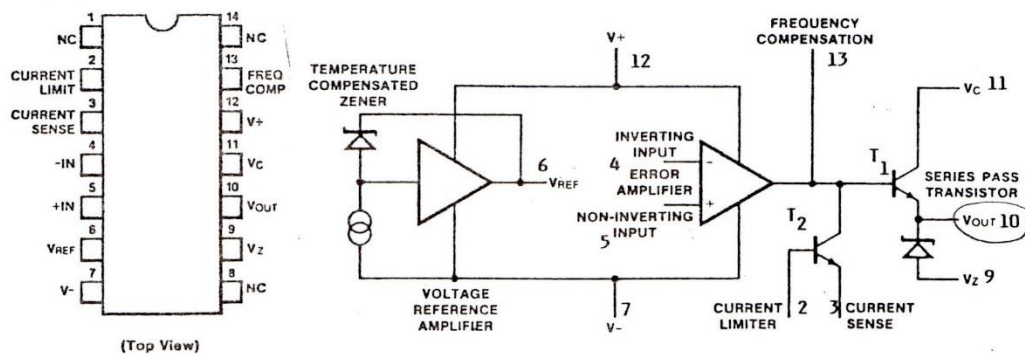 1
NC
2
CURRENT
LIMIT
3
CURRENT
SENSE
4
-IN
5
+IN
6
VREF
7
V-
14
NC
13
FREQ
COMP
12
V+
11
VC
10
VOUT
9
VZ
8
NC
(Top View)
TEMPERATURE
COMPENSATED
ZENER
6
VREF
VOLTAGE
REFERENCE
AMPLIFIER
V+
12
INVERTING
INPUT
4
ERROR
AMPLIFIER
-
+
NON-INVERTING
INPUT
5
7
V-
FREQUENCY
COMPENSATION
13
VC 11
T1
SERIES PASS
TRANSISTOR
VOUT 10
VZ 9
T2
CURRENT
LIMITER
2
3
CURRENT
SENSE